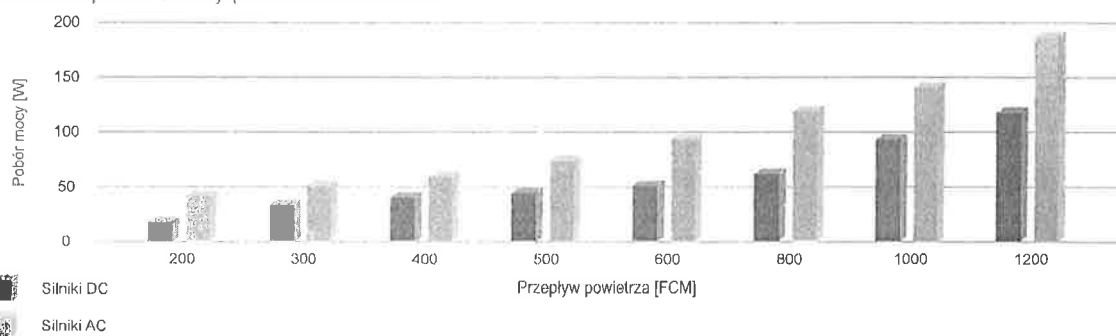 200
150
100
50
0
Pobór mocy [W]
200 300 400 500 600 800 1000 1200
Przepływ powietrza [FCM]
Silniki DC
Silniki AC